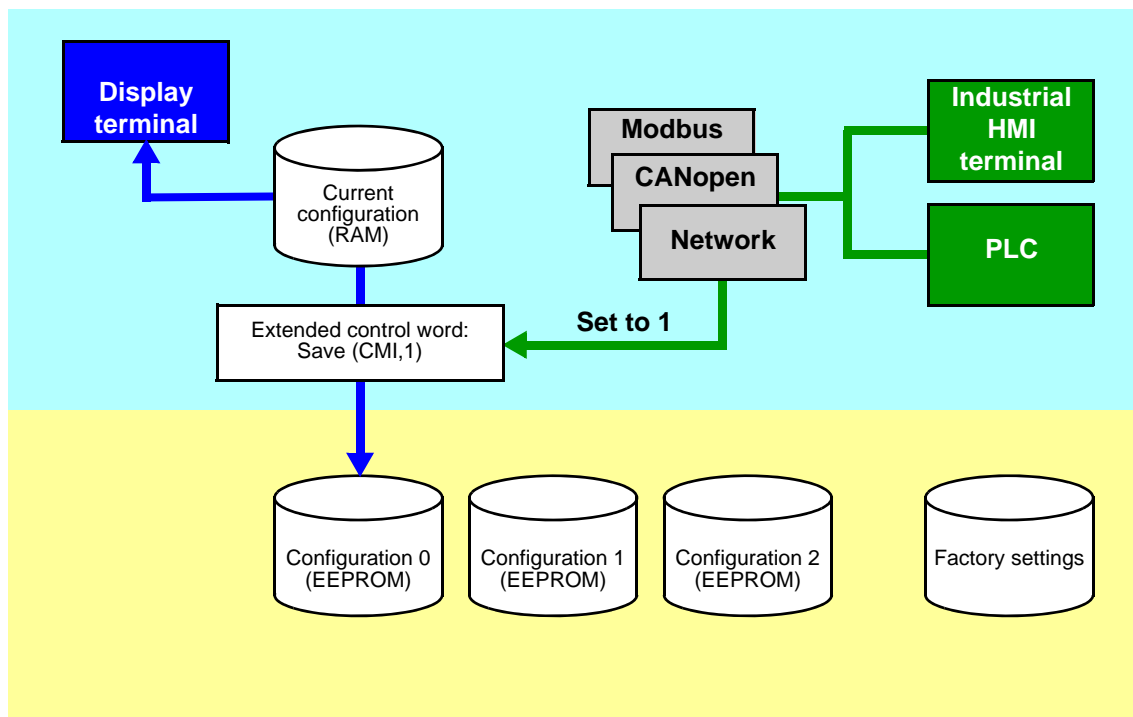 Display
terminal
Current
configuration
(RAM)
Modbus
CANopen
Network
Industrial
HMI
terminal
PLC
Extended control word:
Save (CMI,1)
Set to 1
Configuration 0
(EEPROM)
Configuration 1
(EEPROM)
Configuration 2
(EEPROM)
Factory settings